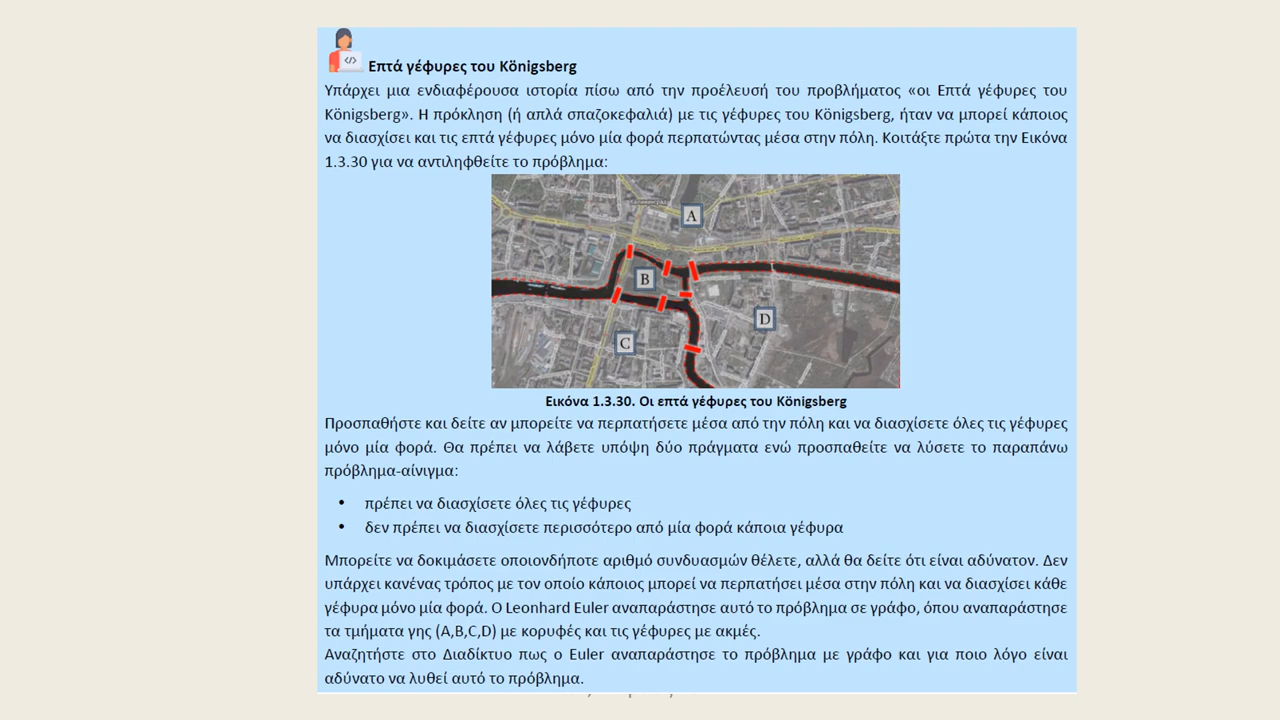 Επτά γέφυρες του Königsberg
Υπάρχει μια ενδιαφέρουσα ιστορία πίσω από την προέλευσή του προβλήματος «οι Επτά γέφυρες του
Königsberg». Η πρόκληση (ή απλά σπαζοκεφαλιά) με τις γέφυρες του Königsberg, ήταν να μπορεί κάποιος
να διασχίσει και τις επτά γέφυρες μόνο μία φορά περπατώντας μέσα στην πόλη. Κοιτάξτε πρώτα την Εικόνα
1.3.30 για να αντιληφθείτε το πρόβλημα:
A
B
D
C
Εικόνα 1.3.30. Οι επτά γέφυρες του Königsberg
Προσπαθήστε και δείτε αν μπορείτε να περπατήσετε μέσα από την πόλη και να διασχίσετε όλες τις γέφυρες
μόνο μία φορά. Θα πρέπει να λάβετε υπόψη δύο πράγματα ενώ προσπαθείτε να λύσετε το παραπάνω
πρόβλημα-αίνιγμα:
• πρέπει να διασχίσετε όλες τις γέφυρες
• δεν πρέπει να διασχίσετε περισσότερο από μία φορά κάποια γέφυρα
Μπορείτε να δοκιμάσετε οποιονδήποτε αριθμό συνδυασμών θέλετε, αλλά θα δείτε ότι είναι αδύνατον. Δεν
υπάρχει κανένας τρόπος με τον οποίο κάποιος μπορεί να περπατήσει μέσα στην πόλη και να διασχίσει κάθε
γέφυρα μόνο μία φορά. Ο Leonhard Euler αναπαράστησε αυτό το πρόβλημα σε γράφο, όπου αναπαράστησε
τα τμήματα γης (A,B,C,D) με κορυφές και τις γέφυρες με ακμές.
Αναζητήστε στο Διαδίκτυο πως ο Euler αναπαράστησε το πρόβλημα με γράφο και για ποιο λόγο είναι
αδύνατο να λυθεί αυτό το πρόβλημα.